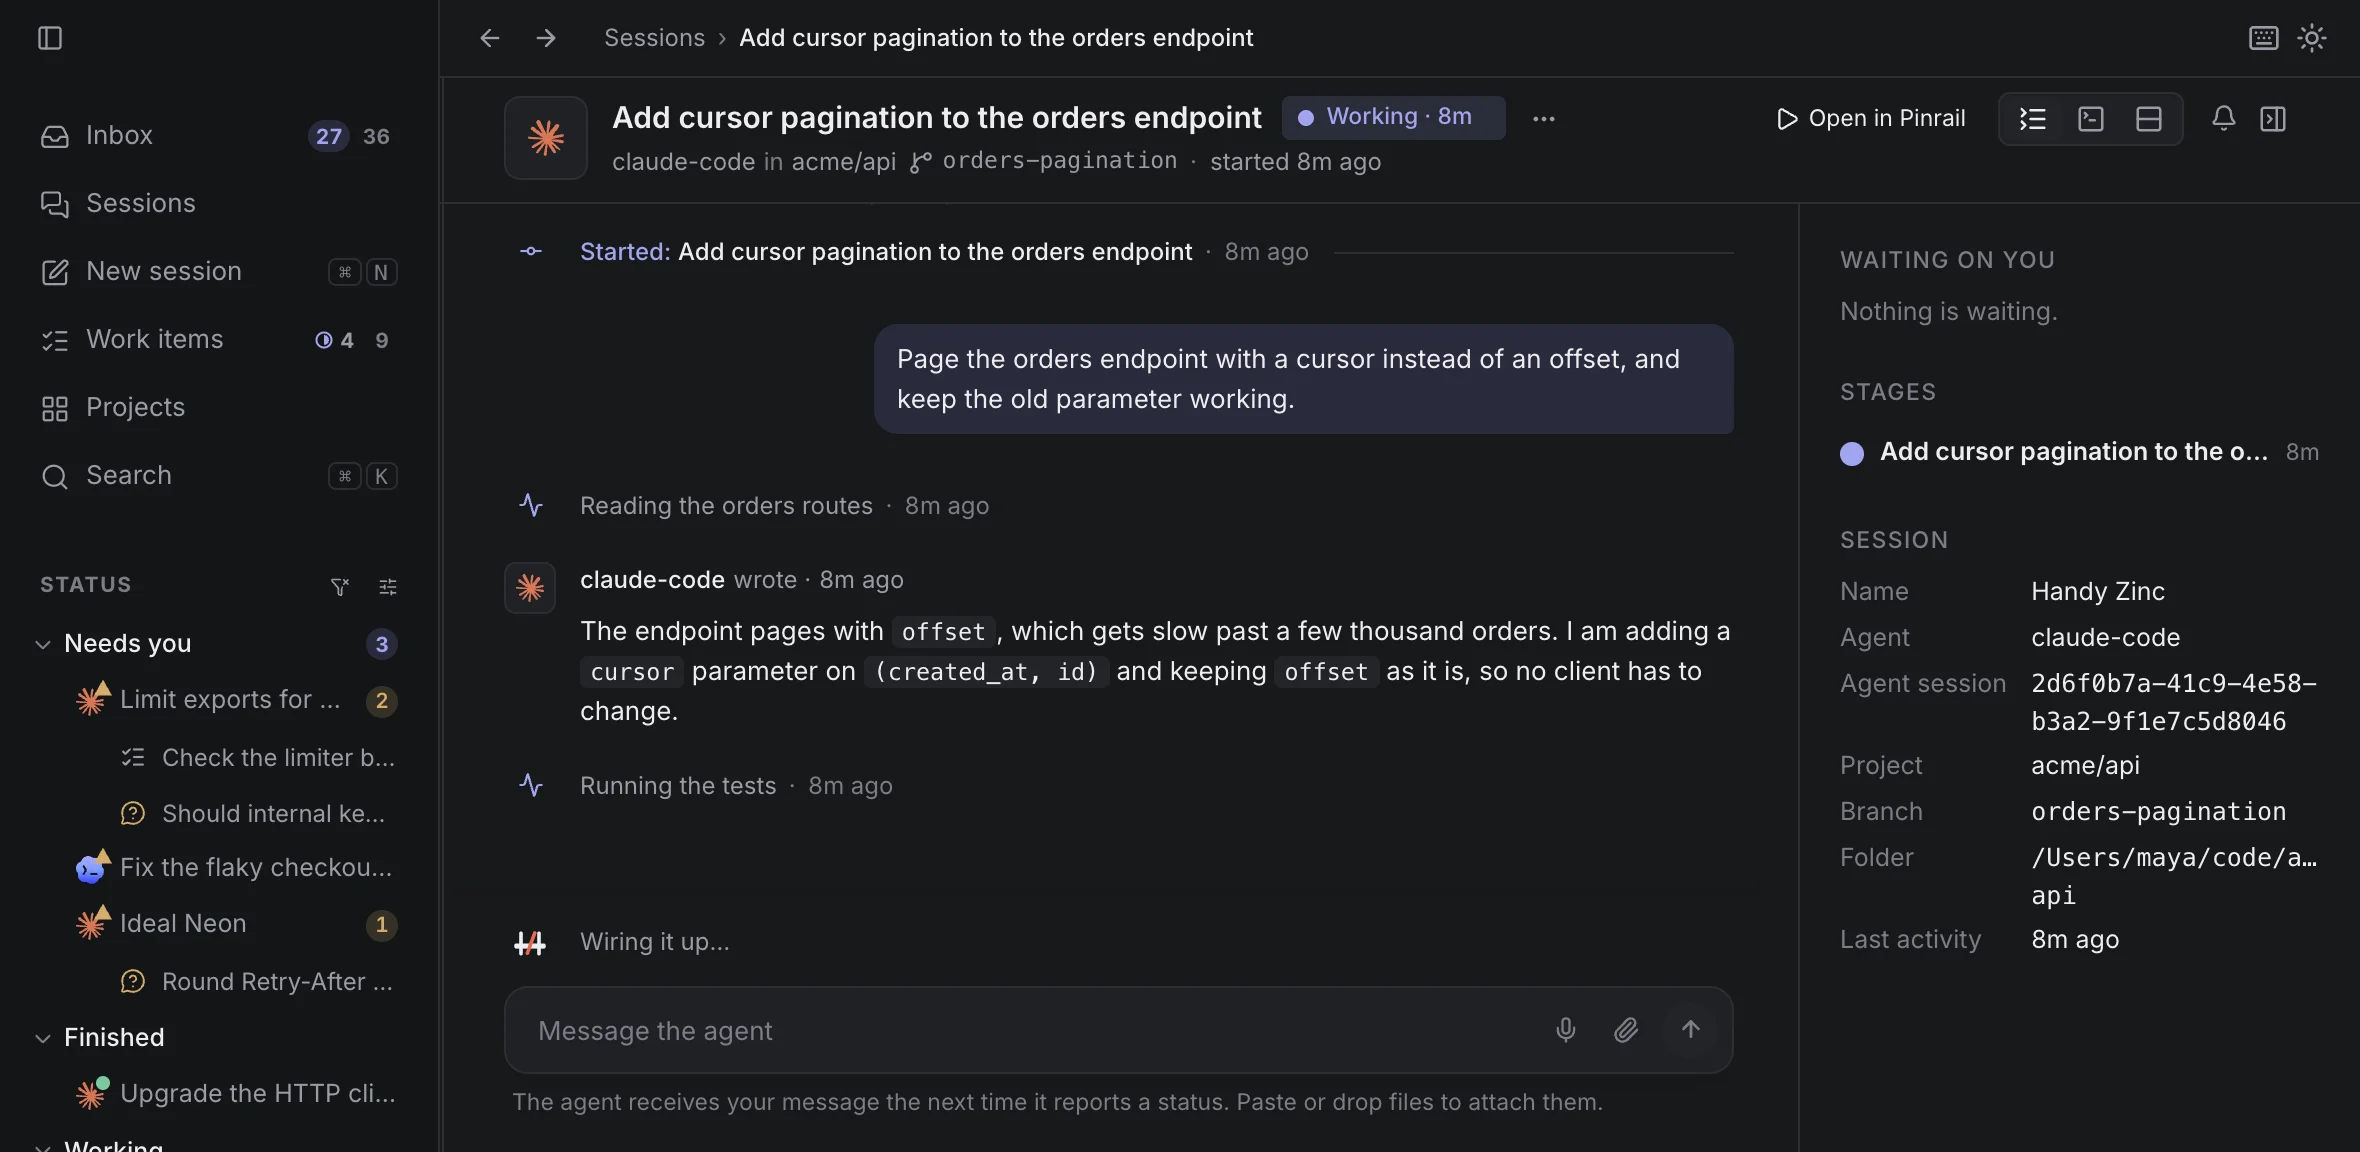 Inbox 27 36
Sessions
New session ⌘ N
Work items 4 9
Projects
Search ⌘ K
STATUS
Needs you 3
Limit exports for ... 2
Check the limiter b...
Should internal ke...
Fix the flaky checkou...
Ideal Neon 1
Round Retry-After ...
Finished
Upgrade the HTTP cli...
Working
Sessions › Add cursor pagination to the orders endpoint
Add cursor pagination to the orders endpoint Working · 8m ...
claude-code in acme/api orders-pagination · started 8m ago
Open in Pinrail
Started: Add cursor pagination to the orders endpoint · 8m ago
Page the orders endpoint with a cursor instead of an offset, and
keep the old parameter working.
Reading the orders routes · 8m ago
claude-code wrote · 8m ago
The endpoint pages with offset, which gets slow past a few thousand orders. I am adding a
cursor parameter on (created_at, id) and keeping offset as it is, so no client has to
change.
Running the tests · 8m ago
Wiring it up...
Message the agent
The agent receives your message the next time it reports a status. Paste or drop files to attach them.
WAITING ON YOU
Nothing is waiting.
STAGES
Add cursor pagination to the o... 8m
SESSION
Name Handy Zinc
Agent claude-code
Agent session 2d6f0b7a-41c9-4e58-
b3a2-9f1e7c5d8046
Project acme/api
Branch orders-pagination
Folder /Users/maya/code/a...
api
Last activity 8m ago